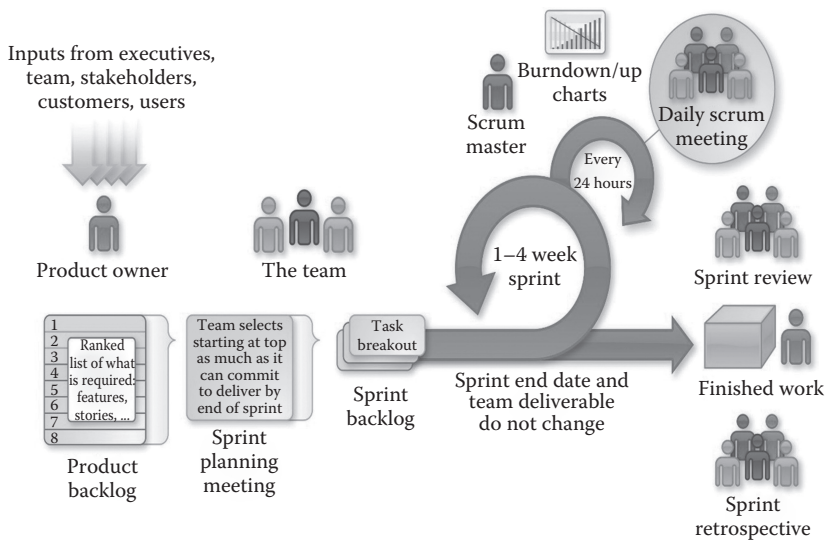 Inputs from executives,
team, stakeholders,
customers, users
Product owner
The team
Scrum
master
Burndown/up
charts
Daily scrum
meeting
Every
24 hours
1–4 week
sprint
Sprint review
1
2
3
4
5
6
7
8
Ranked
list of what
is required:
features,
stories, ...
Product
backlog
Team selects
starting at top
as much as it
can commit
to deliver by
end of sprint
Sprint
planning
meeting
Task
breakout
Sprint
backlog
Sprint end date and
team deliverable
do not change
Finished work
Sprint
retrospective